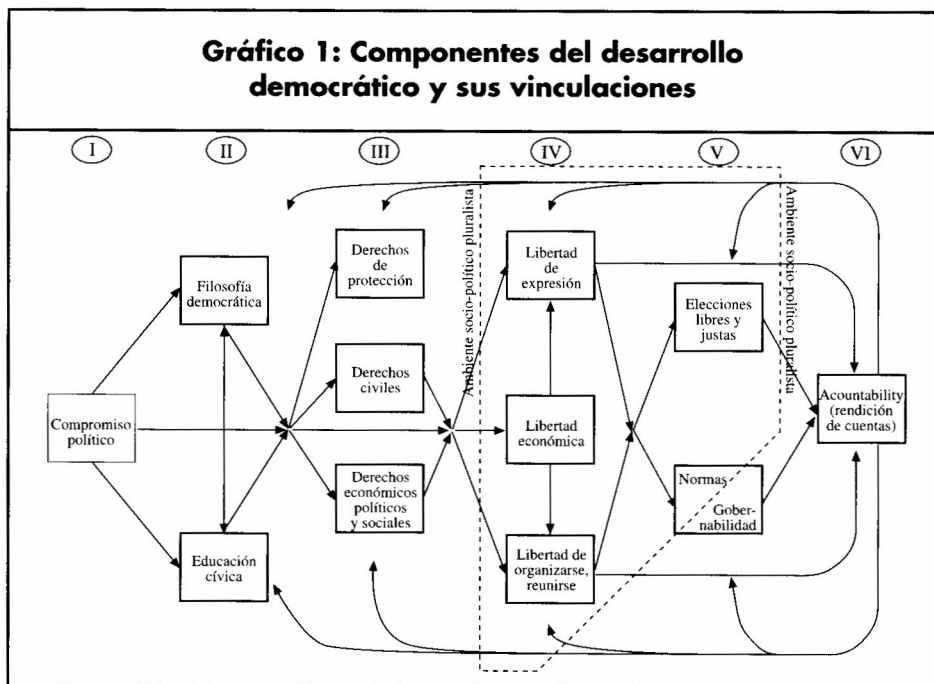 Gráfico 1: Componentes del desarrollo
democrático y sus vinculaciones
I
II
III
IV
V
VI
Compromiso
político
Filosofía
democrática
Educación
cívica
Derechos
de
protección
Derechos
civiles
Derechos
económicos
políticos
y sociales
Ambiente socio-político pluralista
Libertad
de
expresión
Libertad
económica
Libertad de
organizarse,
reunirse
Elecciones
libres y
justas
Normas
Gober-
nabilidad
Ambiente socio-político pluralista
Acountability
(rendición
de cuentas)